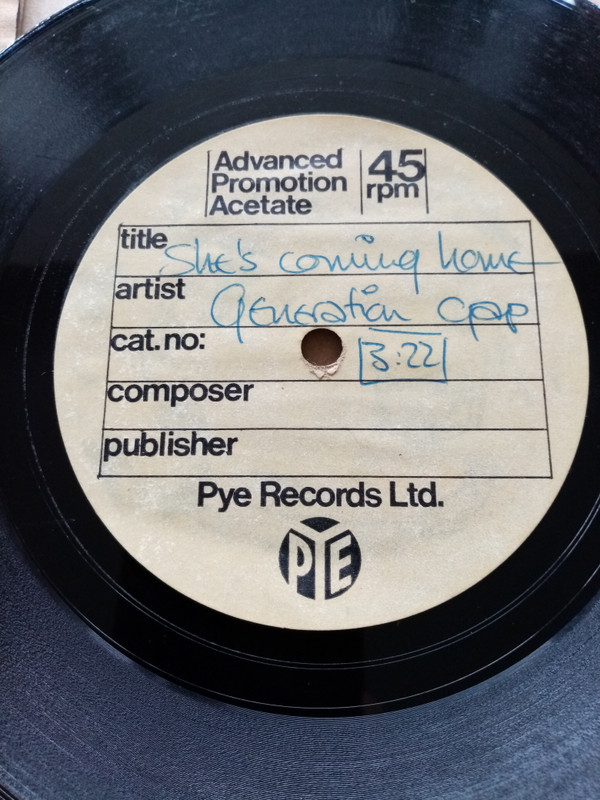 Advanced
Promotion
Acetate
45
rpm
title She's coming home
artist Generation Gap
cat.no:
3:22
composer
publisher
Pye Records Ltd.
PYE